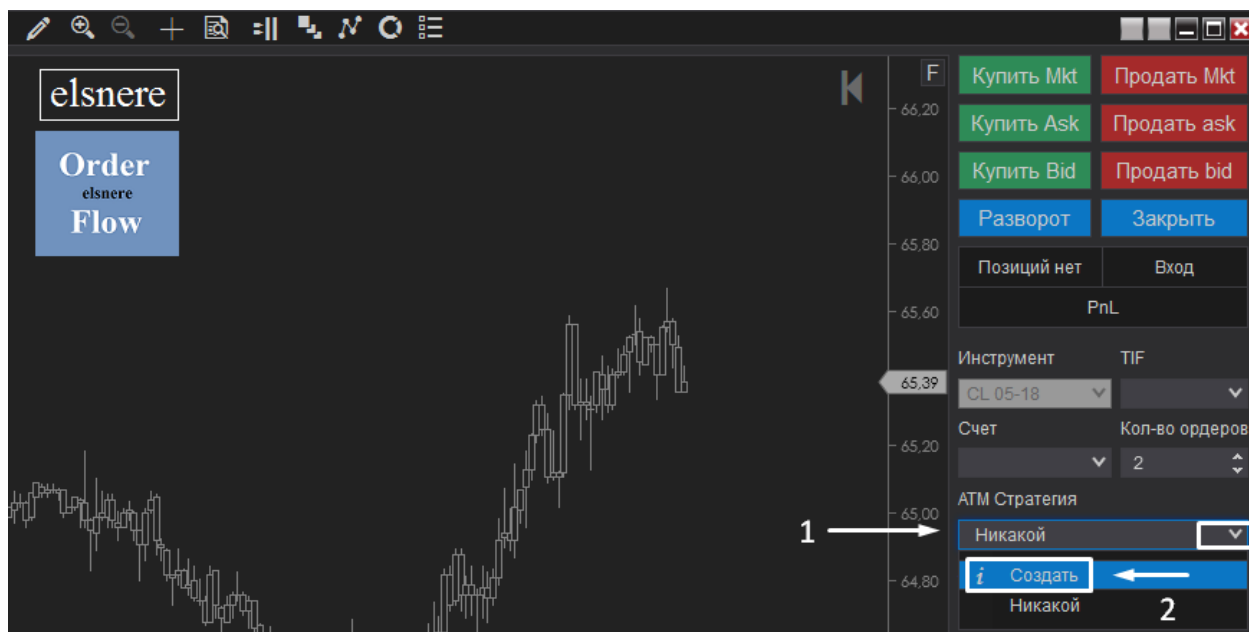 elsnere
Order
elsnere
Flow
F
66,20
66,00
65,80
65,60
65,39
65,20
65,00
64,80
Купить Mkt Продать Mkt
Купить Ask Продать ask
Купить Bid Продать bid
Разворот Закрыть
Позиций нет Вход
PnL
Инструмент TIF
CL 05-18
Счет Кол-во ордеров
2
АТМ Стратегия
1
Никакой
i Создать
Никакой 2